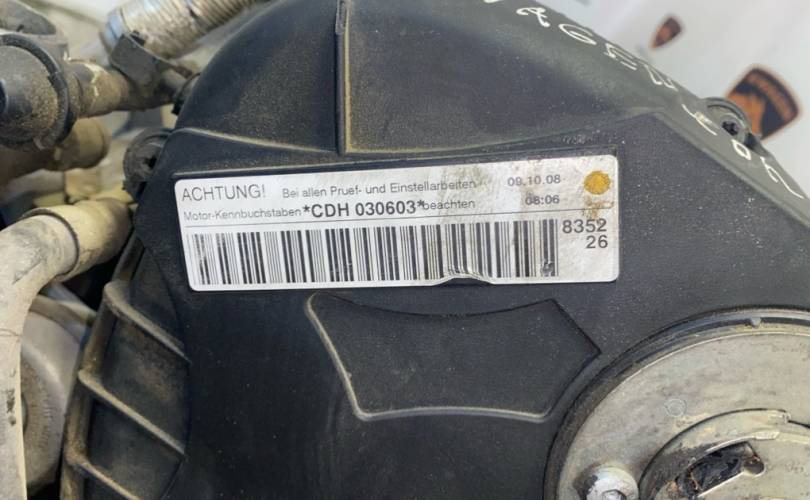 ACHTUNG! Bei allen Pruef- und Einstellarbeiten 09.10.08
Motor-Kennbuchstaben *CDH 030603* beachten 08:06
8352
26